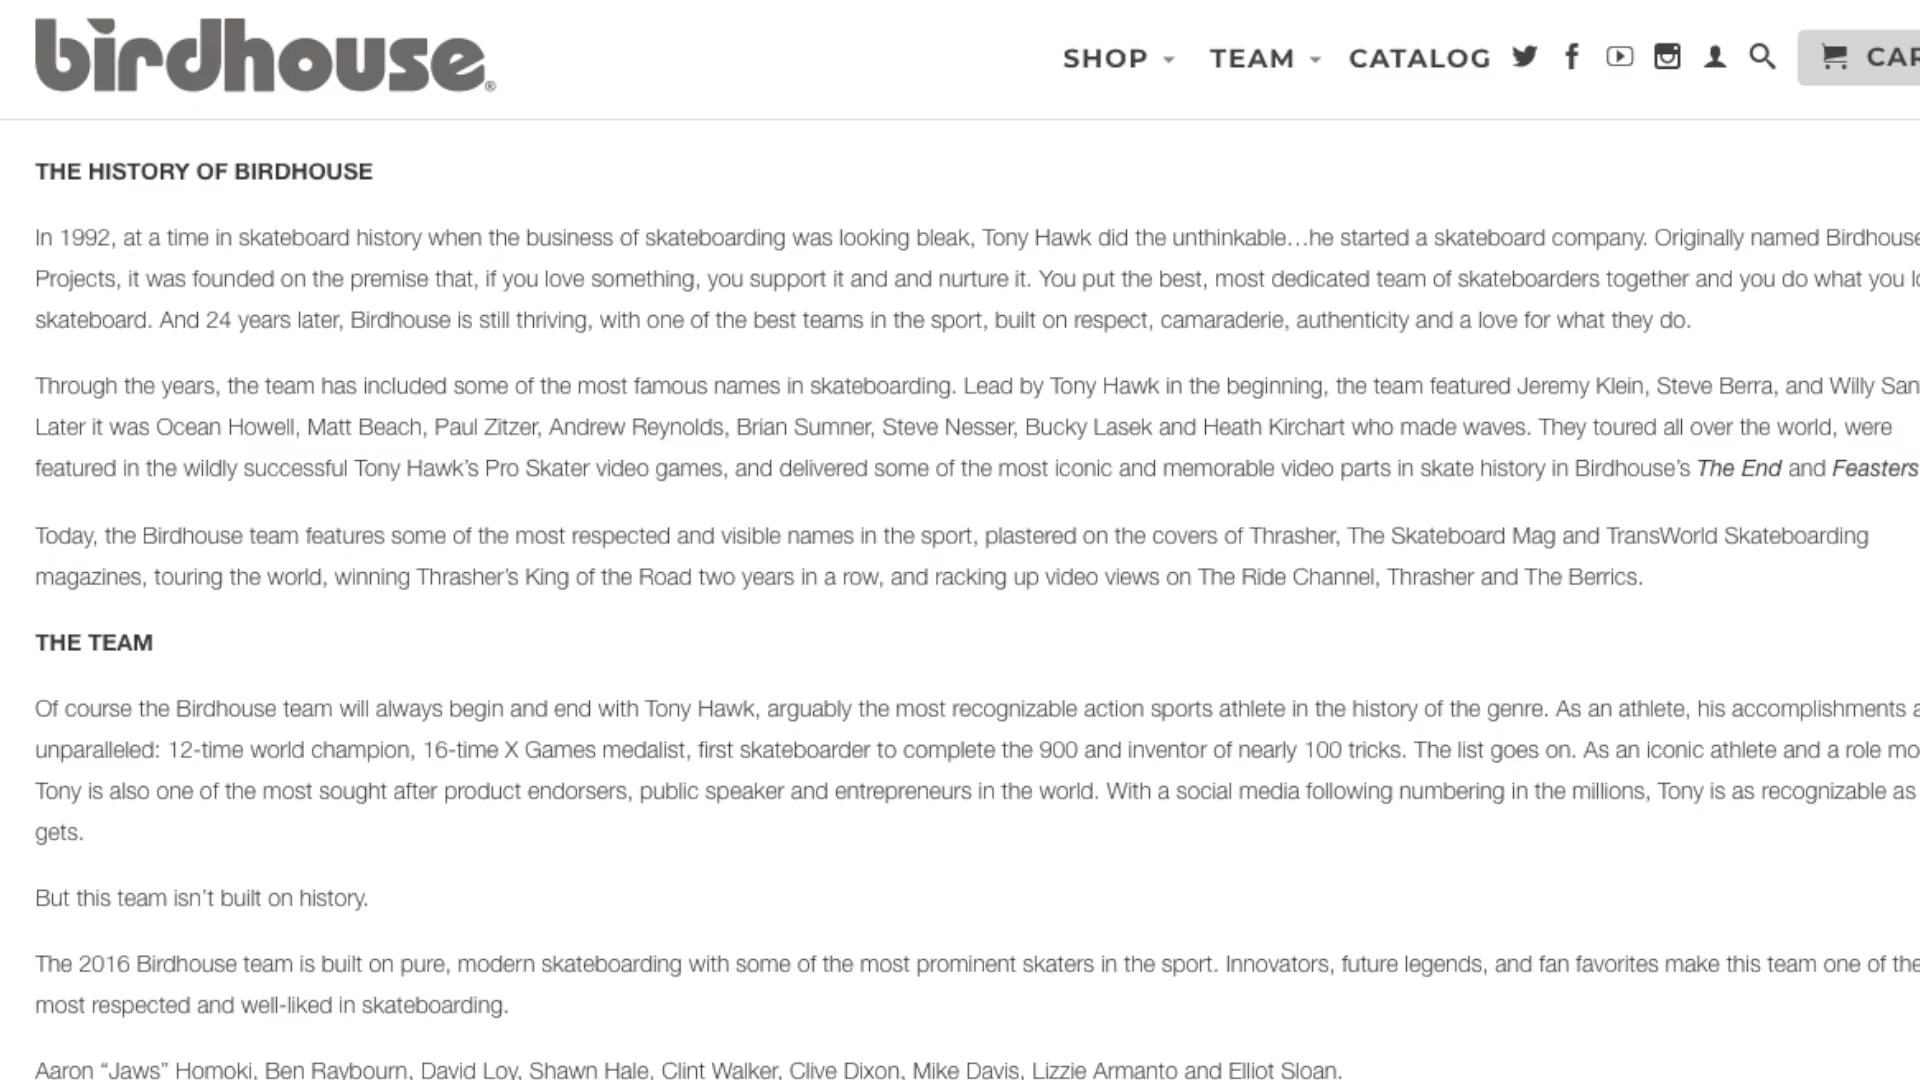 birdhouse®
SHOP TEAM CATALOG
THE HISTORY OF BIRDHOUSE
In 1992, at a time in skateboard history when the business of skateboarding was looking bleak, Tony Hawk did the unthinkable…he started a skateboard company. Originally named Birdhouse
Projects, it was founded on the premise that, if you love something, you support it and and nurture it. You put the best, most dedicated team of skateboarders together and you do what you
skateboard. And 24 years later, Birdhouse is still thriving, with one of the best teams in the sport, built on respect, camaraderie, authenticity and a love for what they do.
Through the years, the team has included some of the most famous names in skateboarding. Lead by Tony Hawk in the beginning, the team featured Jeremy Klein, Steve Berra, and Willy
Later it was Ocean Howell, Matt Beach, Paul Zitzer, Andrew Reynolds, Brian Sumner, Steve Nesser, Bucky Lasek and Heath Kirchart who made waves. They toured all over the world, were
featured in the wildly successful Tony Hawk’s Pro Skater video games, and delivered some of the most iconic and memorable video parts in skate history in Birdhouse’s The End and Feasters
Today, the Birdhouse team features some of the most respected and visible names in the sport, plastered on the covers of Thrasher, The Skateboard Mag and TransWorld Skateboarding
magazines, touring the world, winning Thrasher’s King of the Road two years in a row, and racking up video views on The Ride Channel, Thrasher and The Berrics.
THE TEAM
Of course the Birdhouse team will always begin and end with Tony Hawk, arguably the most recognizable action sports athlete in the history of the genre. As an athlete, his accomplishments
unparalleled: 12-time world champion, 16-time X Games medalist, first skateboarder to complete the 900 and inventor of nearly 100 tricks. The list goes on. As an iconic athlete and a role
Tony is also one of the most sought after product endorsers, public speaker and entrepreneurs in the world. With a social media following numbering in the millions, Tony is as recognizable as
gets.
But this team isn’t built on history.
The 2016 Birdhouse team is built on pure, modern skateboarding with some of the most prominent skaters in the sport. Innovators, future legends, and fan favorites make this team one of the
most respected and well-liked in skateboarding.
Aaron “Jaws” Homoki, Ben Raybourn, David Loy, Shawn Hale, Clint Walker, Clive Dixon, Mike Davis, Lizzie Armanto and Elliot Sloan.